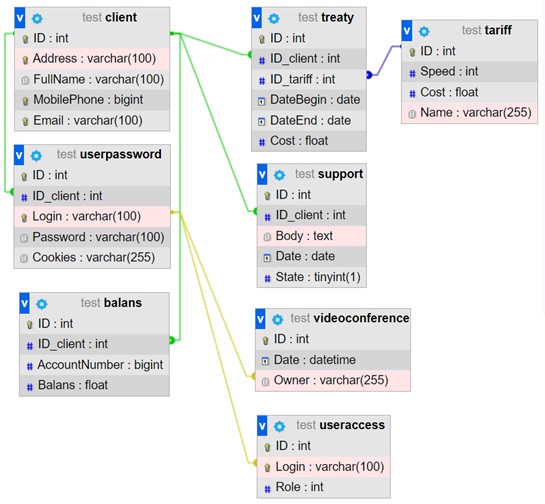 v test client
ID : int
Address : varchar(100)
FullName : varchar(100)
MobilePhone : bigint
Email : varchar(100)
v test userpassword
ID : int
ID_client : int
Login : varchar(100)
Password : varchar(100)
Cookies : varchar(255)
v test balans
ID : int
# ID_client : int
# AccountNumber : bigint
# Balans : float
v test treaty
ID : int
# ID_client : int
# ID_tariff : int
DateBegin : date
DateEnd : date
# Cost : float
v test tariff
ID : int
# Speed : int
# Cost : float
Name : varchar(255)
v test support
ID : int
# ID_client : int
Body : text
Date : date
# State : tinyint(1)
v test videoconference
ID : int
Date : datetime
Owner : varchar(255)
v test useraccess
ID : int
Login : varchar(100)
# Role : int